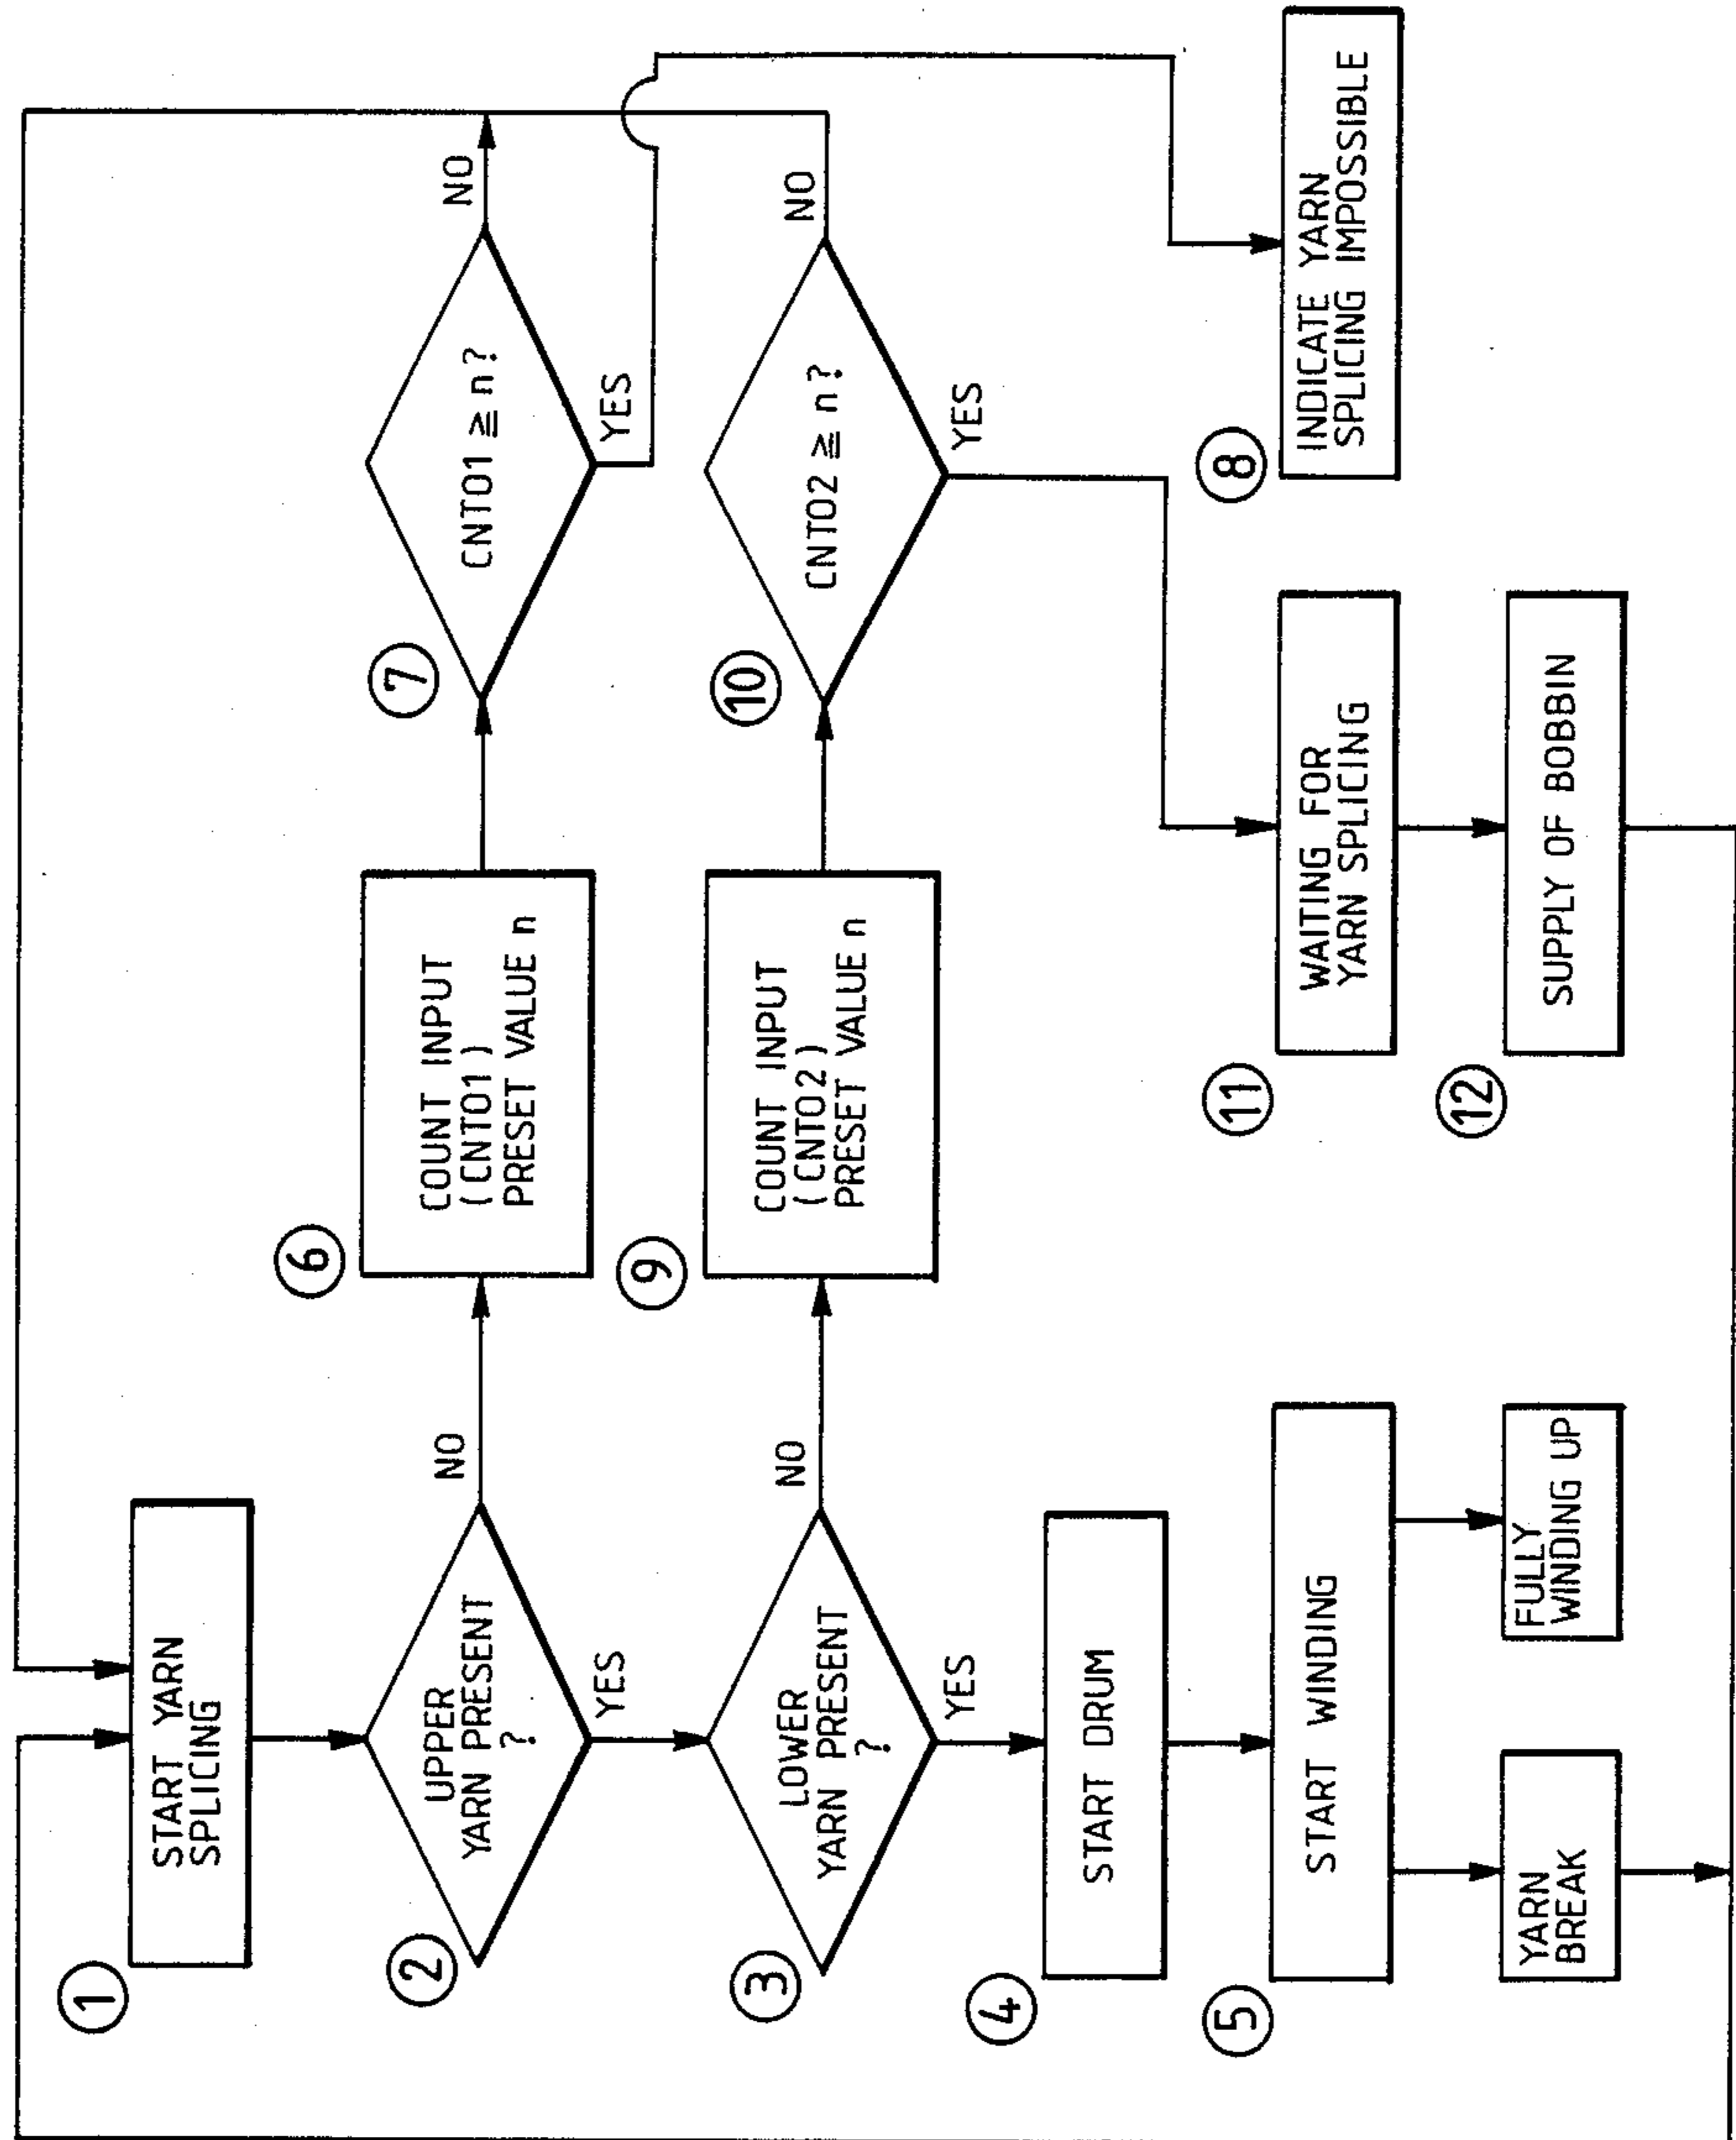 1
START YARN
SPLICING
2
UPPER
YARN PRESENT
?
NO
YES
3
LOWER
YARN PRESENT
?
NO
YES
4
START DRUM
5
START WINDING
YARN
BREAK
FULLY
WINDING UP
6
COUNT INPUT
(CNT01)
PRESET VALUE n
7
CNT01 ≧ n?
NO
YES
8
INDICATE YARN
SPLICING IMPOSSIBLE
9
COUNT INPUT
(CNT02)
PRESET VALUE n
10
CNT02 ≧ n?
NO
YES
11
WAITING FOR
YARN SPLICING
12
SUPPLY OF BOBBIN